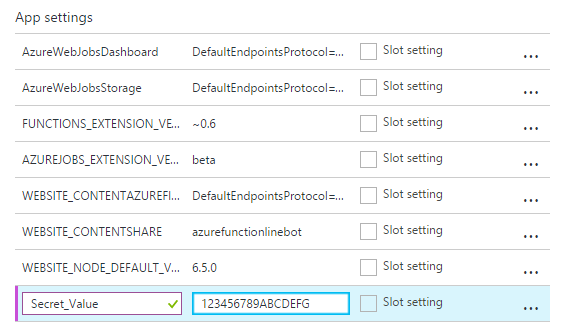 App settings
AzureWebJobsDashboard DefaultEndpointsProtocol=... Slot setting ...
AzureWebJobsStorage DefaultEndpointsProtocol=... Slot setting ...
FUNCTIONS_EXTENSION_VE... ~0.6 Slot setting ...
AZUREJOBS_EXTENSION_VE... beta Slot setting ...
WEBSITE_CONTENTAZUREFI... DefaultEndpointsProtocol=... Slot setting ...
WEBSITE_CONTENTSHARE azurefunctionlinebot Slot setting ...
WEBSITE_NODE_DEFAULT_V... 6.5.0 Slot setting ...
Secret_Value 123456789ABCDEFG Slot setting ...